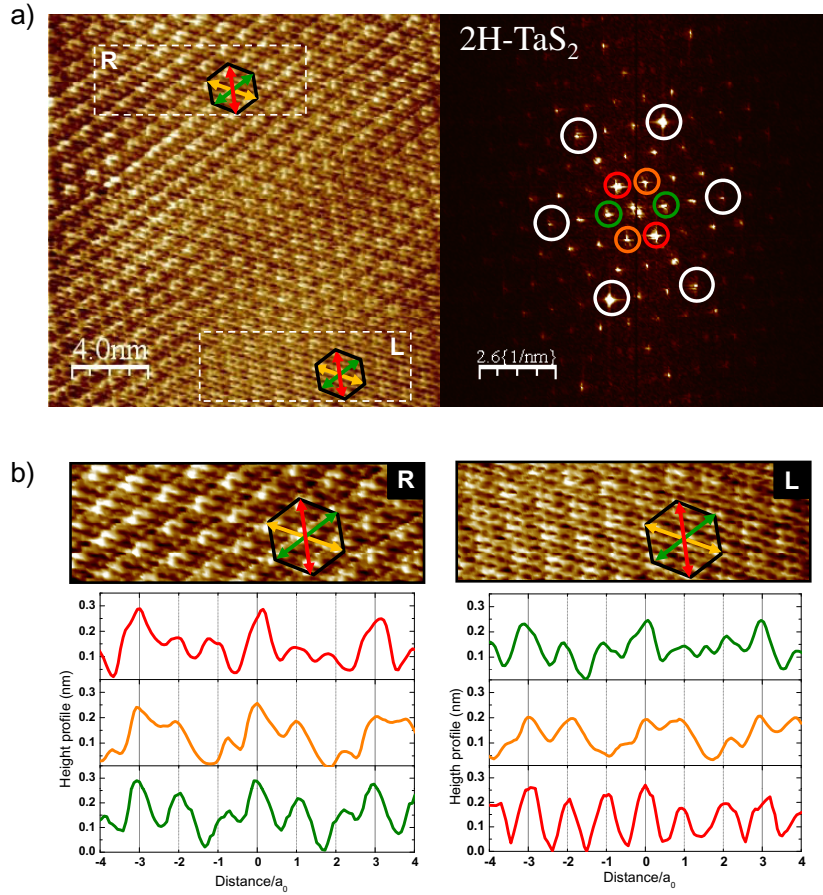 a)
R
2H-TaS₂
L
4.0nm
2.6{1/nm}
b)
R
L
0.3
0.2
0.1
0.3
0.2
0.1
0.3
0.2
0.1
0.0
Height profile (nm)
-4 -3 -2 -1 0 1 2 3 4
Distance/a₀
0.3
0.2
0.1
0.3
0.2
0.1
0.3
0.2
0.1
0.0
Heigth profile (nm)
-4 -3 -2 -1 0 1 2 3 4
Distance/a₀